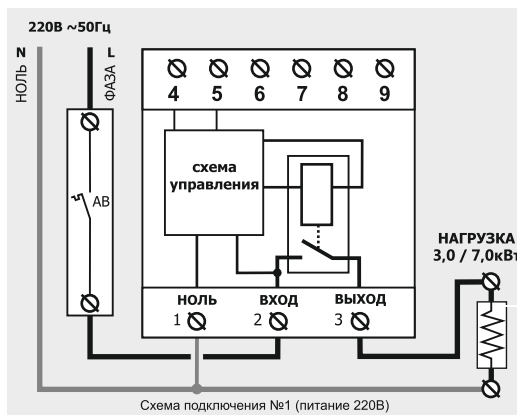 220В ~50Гц
N
L
НОЛЬ
ФАЗА
4 5 6 7 8 9
АВ
схема
управления
НАГРУЗКА
3,0 / 7,0кВт
НОЛЬ ВХОД ВЫХОД
1 2 3
Схема подключения №1 (питание 220В)